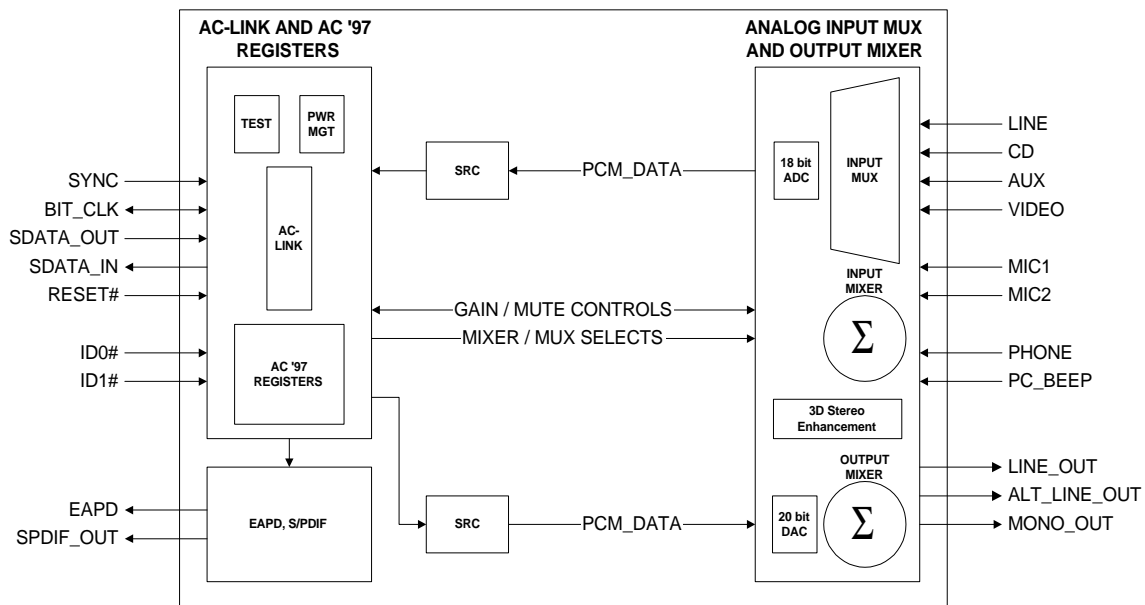 AC-LINK AND AC '97
REGISTERS
ANALOG INPUT MUX
AND OUTPUT MIXER
TEST
PWR
MGT
AC-
LINK
AC '97
REGISTERS
SYNC
BIT_CLK
SDATA_OUT
SDATA_IN
RESET#
ID0#
ID1#
EAPD
SPDIF_OUT
EAPD, S/PDIF
SRC
PCM_DATA
GAIN / MUTE CONTROLS
MIXER / MUX SELECTS
SRC
PCM_DATA
18 bit
ADC
INPUT
MUX
INPUT
MIXER
Σ
3D Stereo
Enhancement
OUTPUT
MIXER
20 bit
DAC
Σ
LINE
CD
AUX
VIDEO
MIC1
MIC2
PHONE
PC_BEEP
LINE_OUT
ALT_LINE_OUT
MONO_OUT